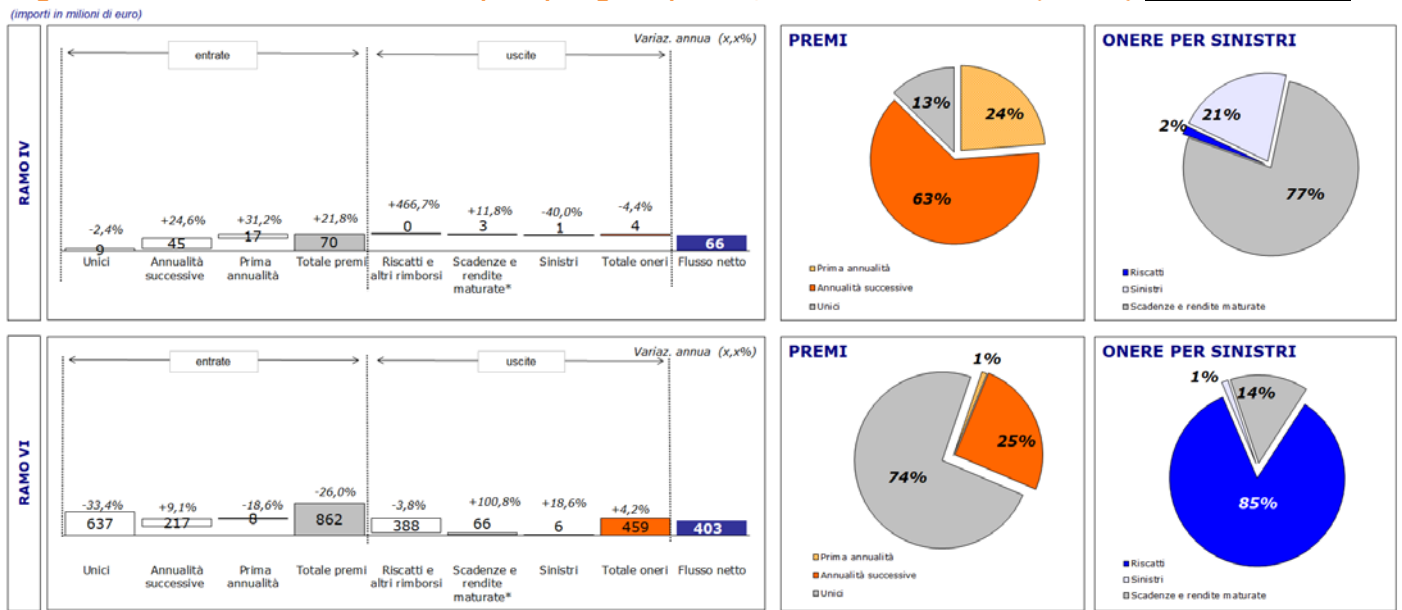 (importi in milioni di euro)
RAMO IV
Variaz. annua (x,x%)
entrate
uscite
-2,4%
+24,6%
+31,2%
+21,8%
+466,7%
+11,8%
-40,0%
-4,4%
9
45
17
70
0
3
1
4
66
Unici
Annualità successive
Prima annualità
Totale premi
Riscatti e altri rimborsi
Scadenze e rendite maturate*
Sinistri
Totale oneri
Flusso netto
PREMI
13%
24%
63%
Prima annualità
Annualità successive
Unici
ONERE PER SINISTRI
21%
2%
77%
Riscatti
Sinistri
Scadenze e rendite maturate
RAMO VI
Variaz. annua (x,x%)
entrate
uscite
-33,4%
+9,1%
-18,6%
-26,0%
-3,8%
+100,8%
+18,6%
+4,2%
637
217
8
862
388
66
6
459
403
Unici
Annualità successive
Prima annualità
Totale premi
Riscatti e altri rimborsi
Scadenze e rendite maturate*
Sinistri
Totale oneri
Flusso netto
PREMI
1%
25%
74%
Prima annualità
Annualità successive
Unici
ONERE PER SINISTRI
1%
14%
85%
Riscatti
Sinistri
Scadenze e rendite maturate